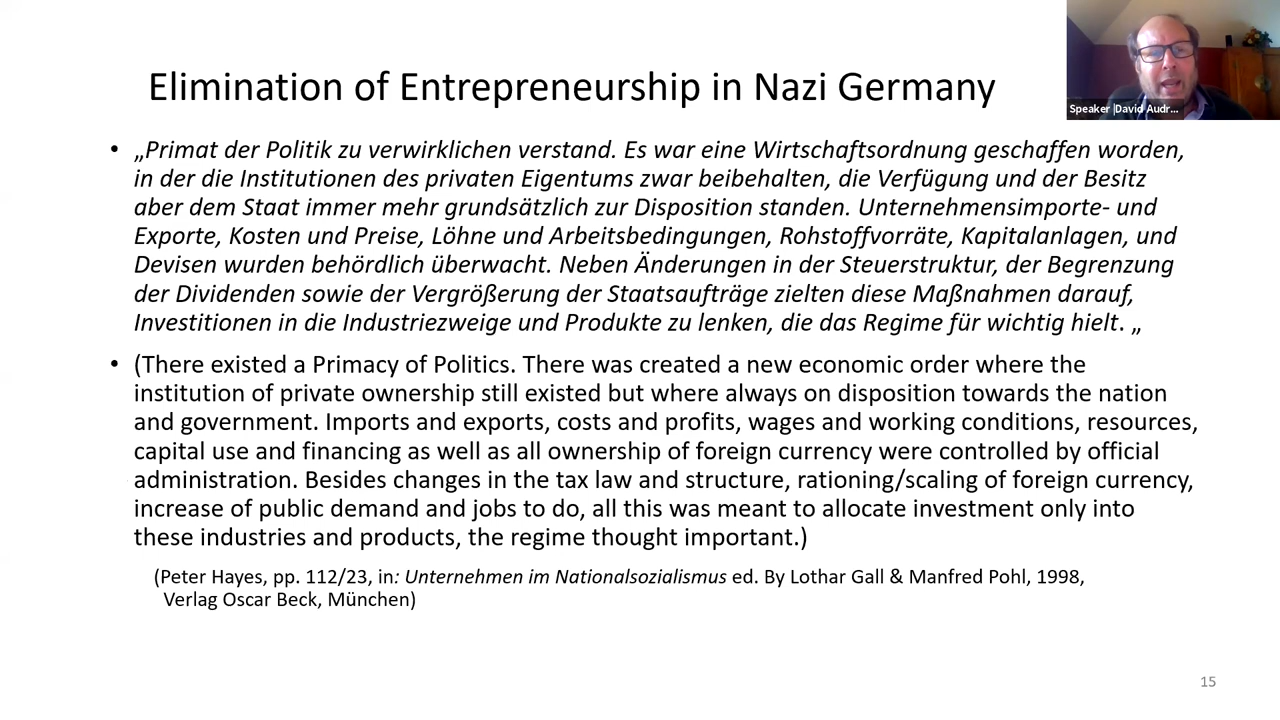 Elimination of Entrepreneurship in Nazi Germany
Speaker |David Audr...
• „Primat der Politik zu verwirklichen verstand. Es war eine Wirtschaftsordnung geschaffen worden,
in der die Institutionen des privaten Eigentums zwar beibehalten, die Verfügung und der Besitz
aber dem Staat immer mehr grundsätzlich zur Disposition standen. Unternehmensimporte- und
Exporte, Kosten und Preise, Löhne und Arbeitsbedingungen, Rohstoffvorräte, Kapitalanlagen, und
Devisen wurden behördlich überwacht. Neben Änderungen in der Steuerstruktur, der Begrenzung
der Dividenden sowie der Vergrößerung der Staatsaufträge zielten diese Maßnahmen darauf,
Investitionen in die Industriezweige und Produkte zu lenken, die das Regime für wichtig hielt. „
• (There existed a Primacy of Politics. There was created a new economic order where the
institution of private ownership still existed but where always on disposition towards the nation
and government. Imports and exports, costs and profits, wages and working conditions, resources,
capital use and financing as well as all ownership of foreign currency were controlled by official
administration. Besides changes in the tax law and structure, rationing/scaling of foreign currency,
increase of public demand and jobs to do, all this was meant to allocate investment only into
these industries and products, the regime thought important.)
(Peter Hayes, pp. 112/23, in: Unternehmen im Nationalsozialismus ed. By Lothar Gall & Manfred Pohl, 1998,
Verlag Oscar Beck, München)
15